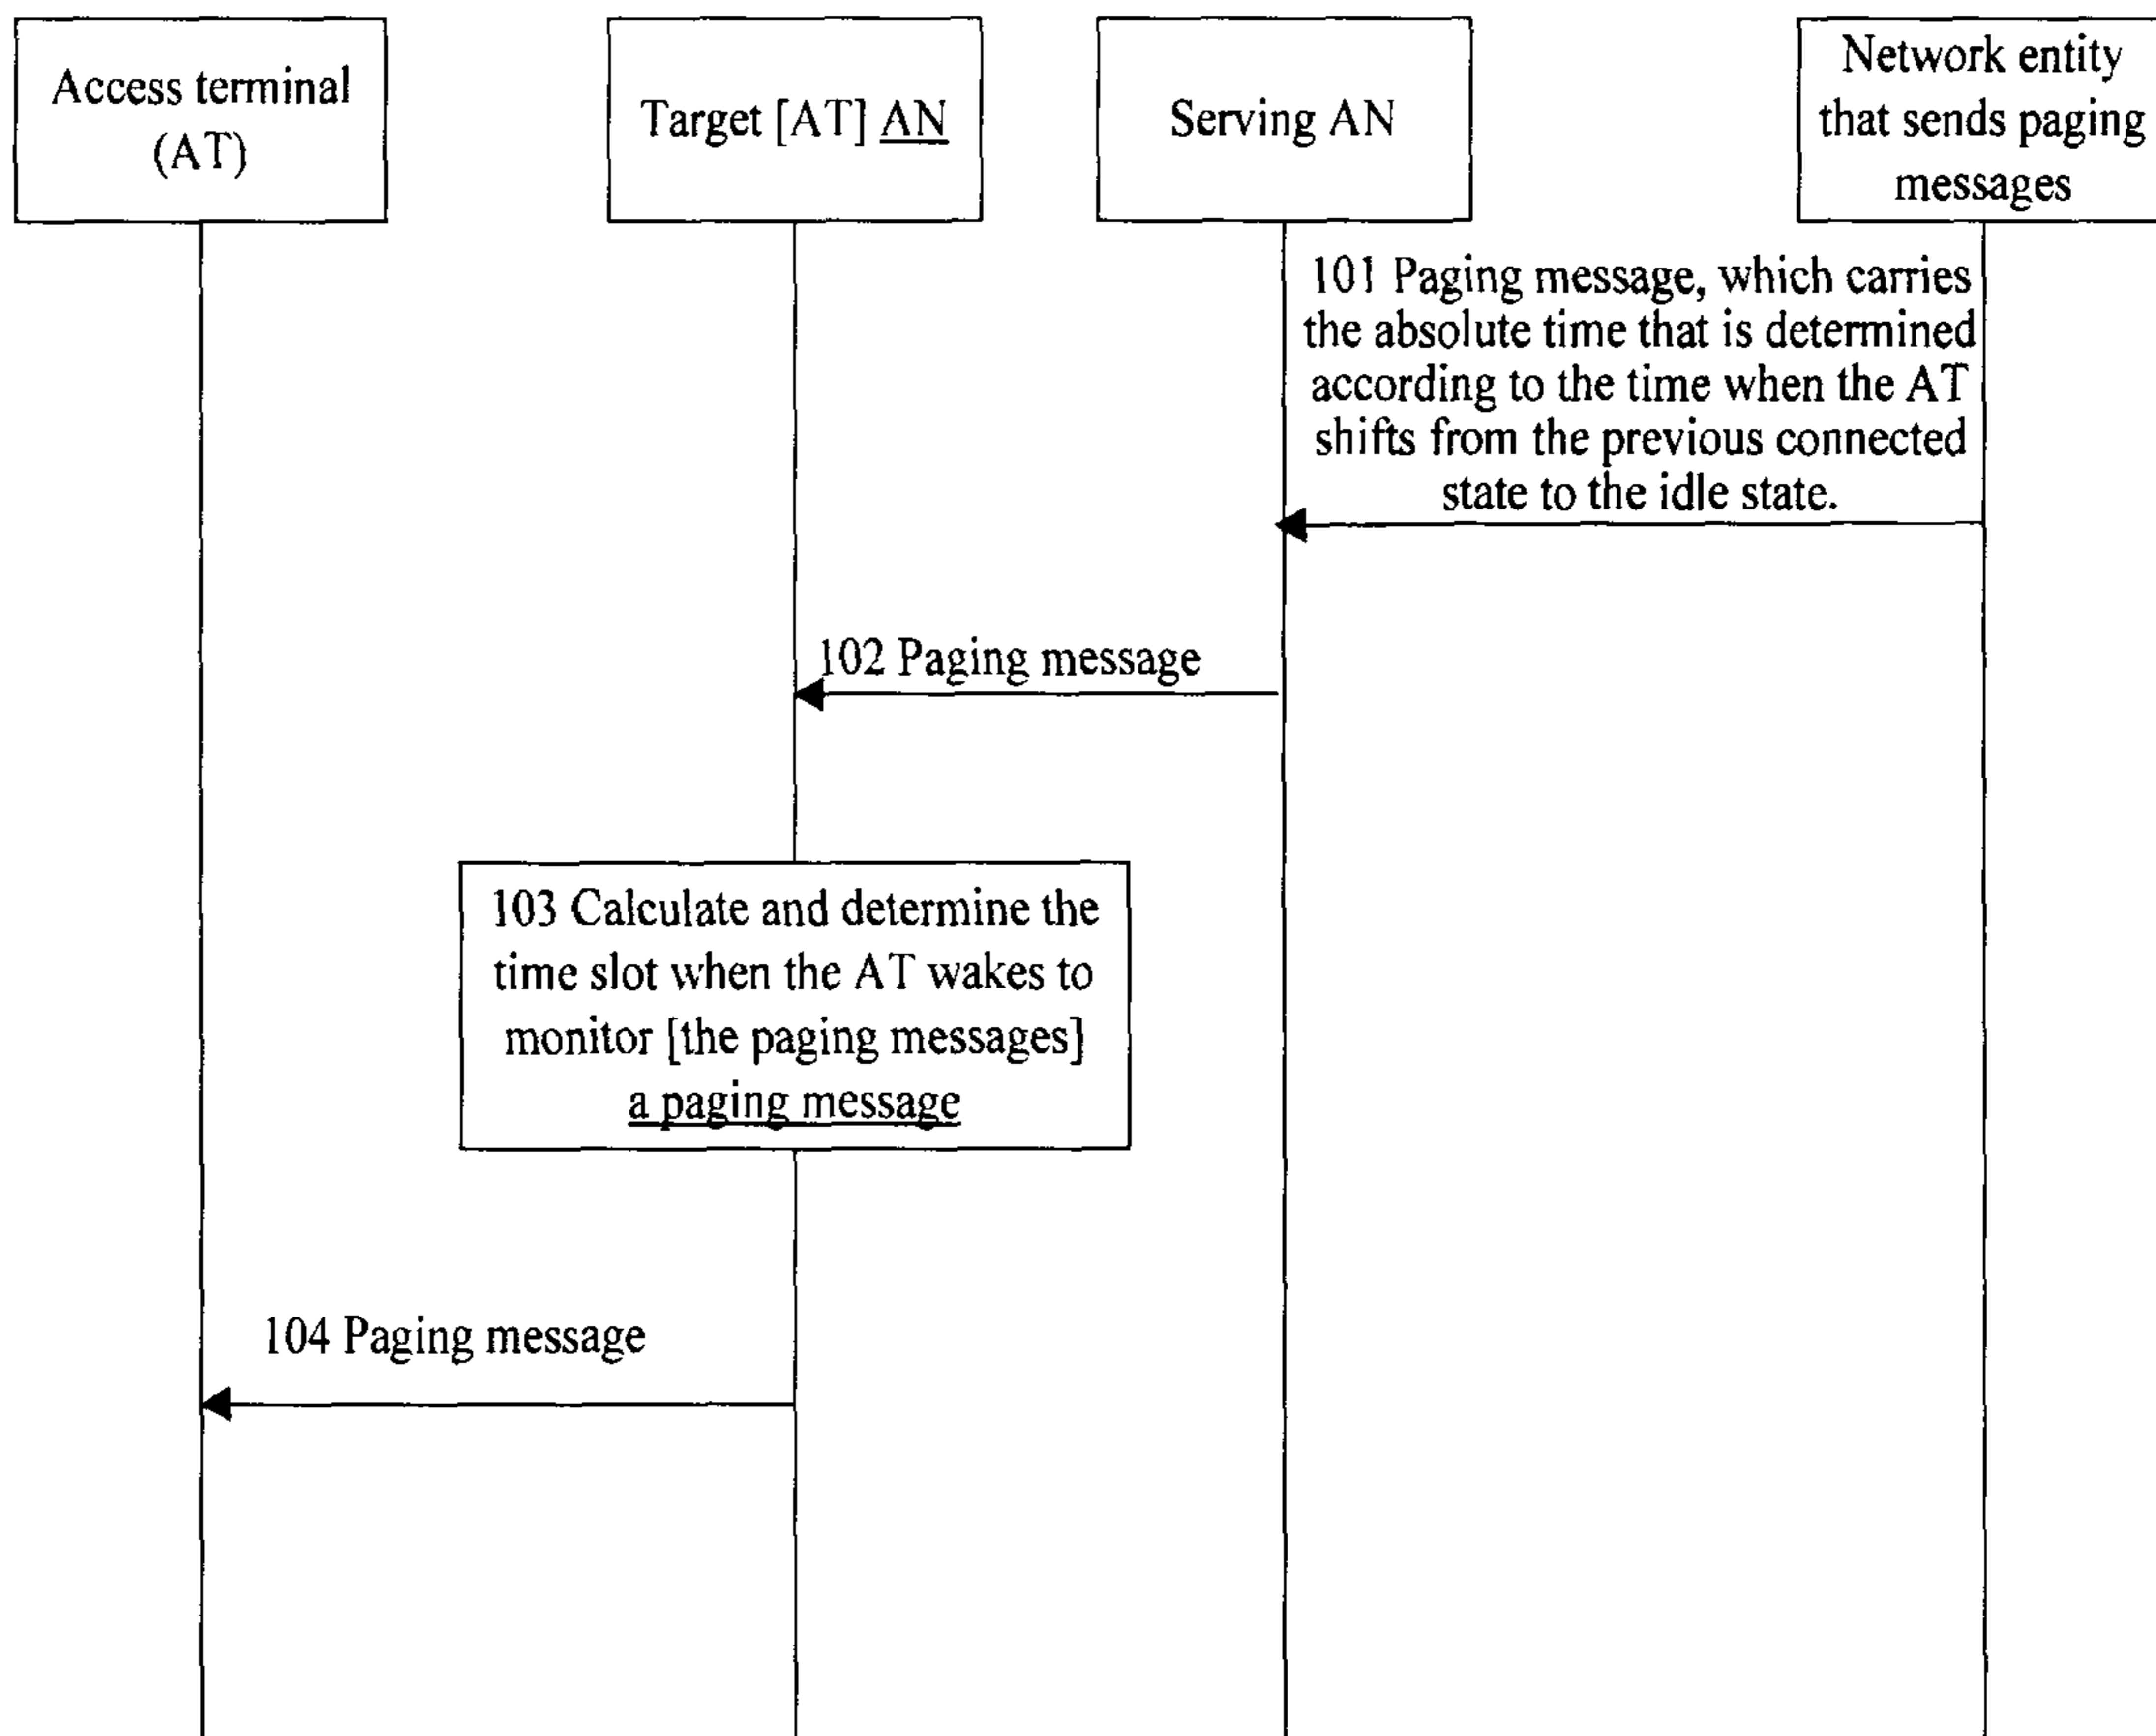 Access terminal
(AT)
Target [AT] AN
Serving AN
Network entity
that sends paging
messages
101 Paging message, which carries
the absolute time that is determined
according to the time when the AT
shifts from the previous connected
state to the idle state.
102 Paging message
103 Calculate and determine the
time slot when the AT wakes to
monitor [the paging messages]
a paging message
104 Paging message